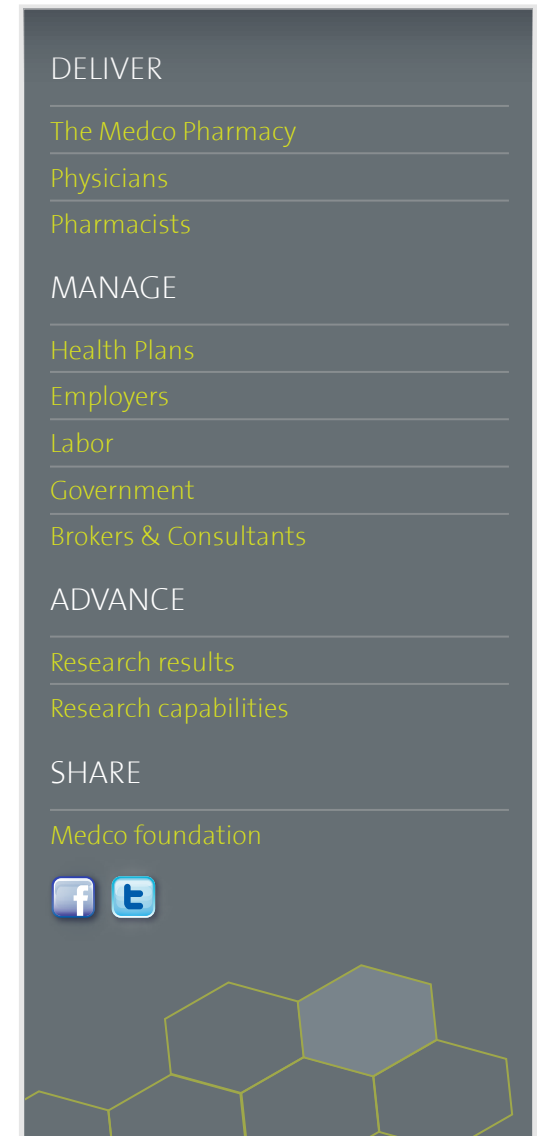 DELIVER
The Medco Pharmacy
Physicians
Pharmacists
MANAGE
Health Plans
Employers
Labor
Government
Brokers & Consultants
ADVANCE
Research results
Research capabilities
SHARE
Medco foundation
f t